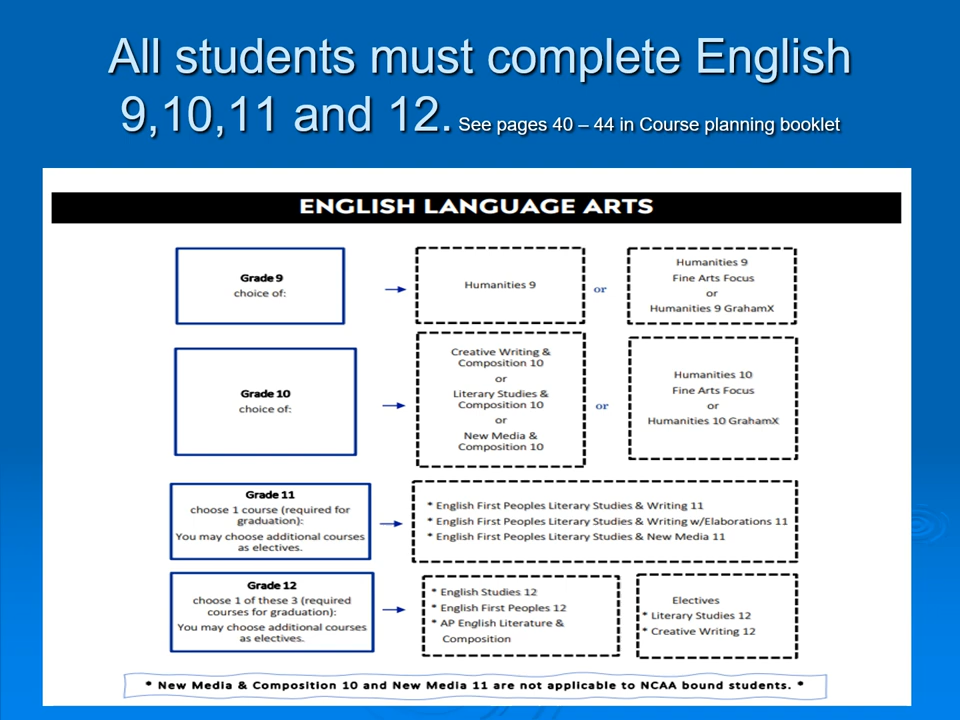 All students must complete English
9,10,11 and 12. See pages 40 – 44 in Course planning booklet
ENGLISH LANGUAGE ARTS
Grade 9
choice of:
Humanities 9
or
Humanities 9
Fine Arts Focus
or
Humanities 9 GrahamX
Grade 10
choice of:
Creative Writing &
Composition 10
or
Literary Studies &
Composition 10
or
New Media &
Composition 10
or
Humanities 10
Fine Arts Focus
or
Humanities 10 GrahamX
Grade 11
choose 1 course (required for
graduation):
You may choose additional courses
as electives.
* English First Peoples Literary Studies & Writing 11
* English First Peoples Literary Studies & Writing w/Elaborations 11
* English First Peoples Literary Studies & New Media 11
Grade 12
choose 1 of these 3 (required
courses for graduation):
You may choose additional courses
as electives.
* English Studies 12
* English First Peoples 12
* AP English Literature &
Composition
Electives
* Literary Studies 12
* Creative Writing 12
* New Media & Composition 10 and New Media 11 are not applicable to NCAA bound students. *